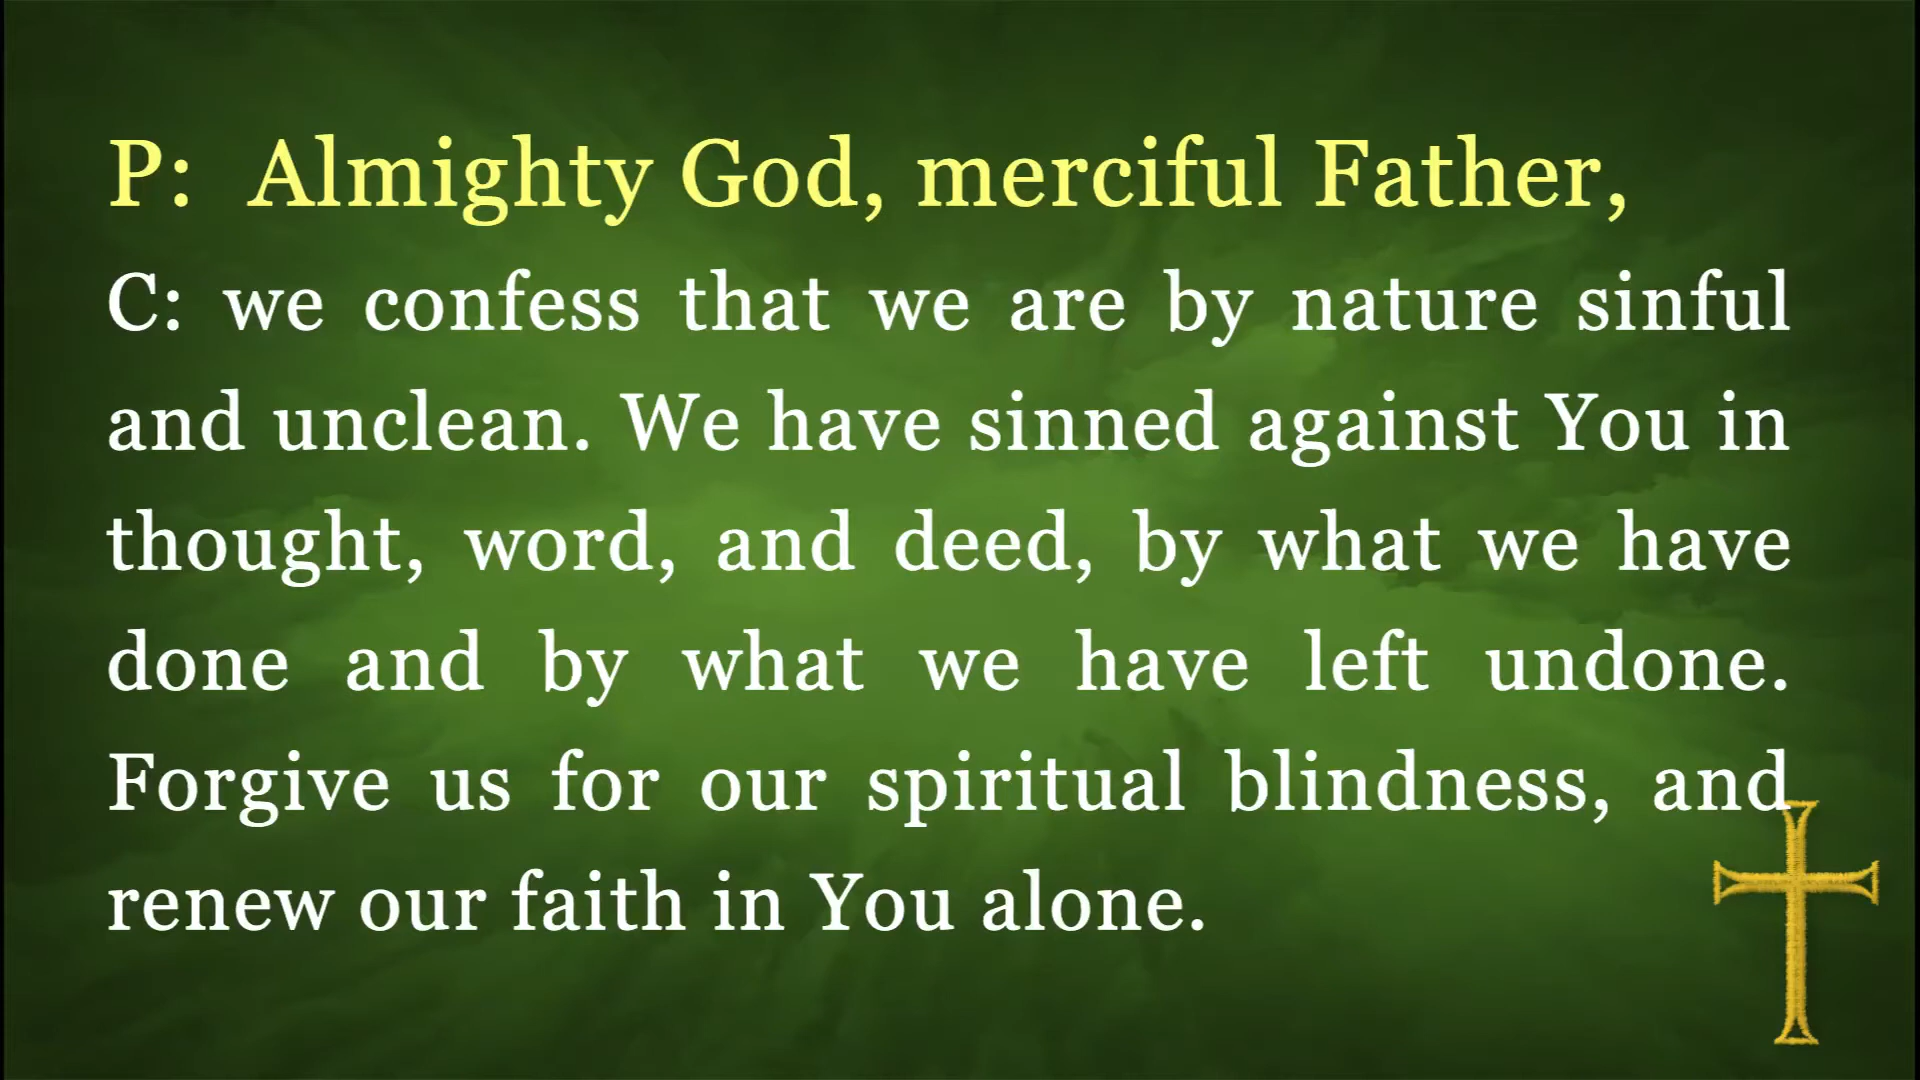 P: Almighty God, merciful Father,
C: we confess that we are by nature sinful
and unclean. We have sinned against You in
thought, word, and deed, by what we have
done and by what we have left undone.
Forgive us for our spiritual blindness, and
renew our faith in You alone.